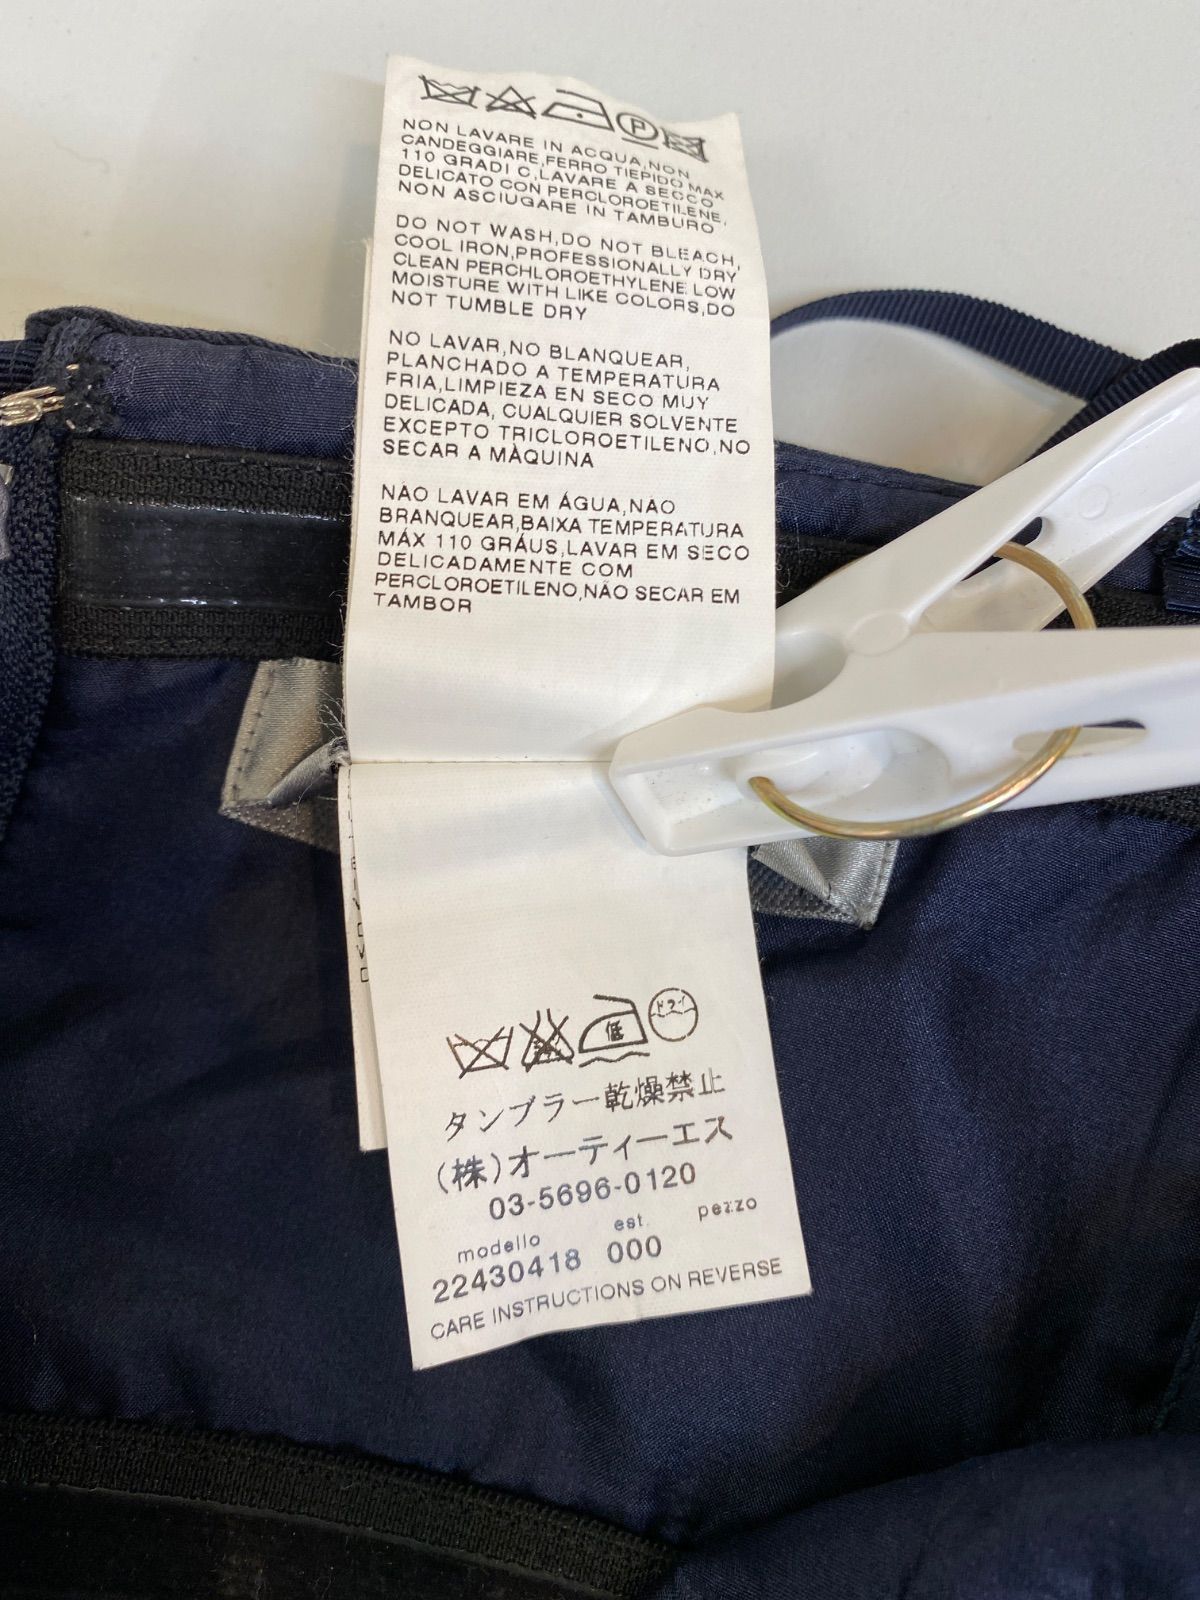 P
NON LAVARE IN ACQUA,NON
CANDEGGIARE,FERRO TIEPIDO MAX
110 GRADI C,LAVARE A SECCO
DELICATO CON PERCLOROETILENE,
NON ASCIUGARE IN TAMBURO
DO NOT WASH,DO NOT BLEACH,
COOL IRON,PROFESSIONALLY DRY
CLEAN PERCHLOROETHYLENE LOW
MOISTURE WITH LIKE COLORS,DO
NOT TUMBLE DRY
NO LAVAR,NO BLANQUEAR,
PLANCHADO A TEMPERATURA
FRIA,LIMPIEZA EN SECO MUY
DELICADA, CUALQUIER SOLVENTE
EXCEPTO TRICLOROETILENO,NO
SECAR A MÀQUINA
NÃO LAVAR EM ÁGUA,NÃO
BRANQUEAR,BAIXA TEMPERATURA
MÁX 110 GRÁUS,LAVAR EM SECO
DELICADAMENTE COM
PERCLOROETILENO,NÃO SECAR EM
TAMBOR
低 ドライ
タンブラー乾燥禁止
(株)オーティーエス
03-5696-0120
modello est. pezzo
22430418 000
CARE INSTRUCTIONS ON REVERSE